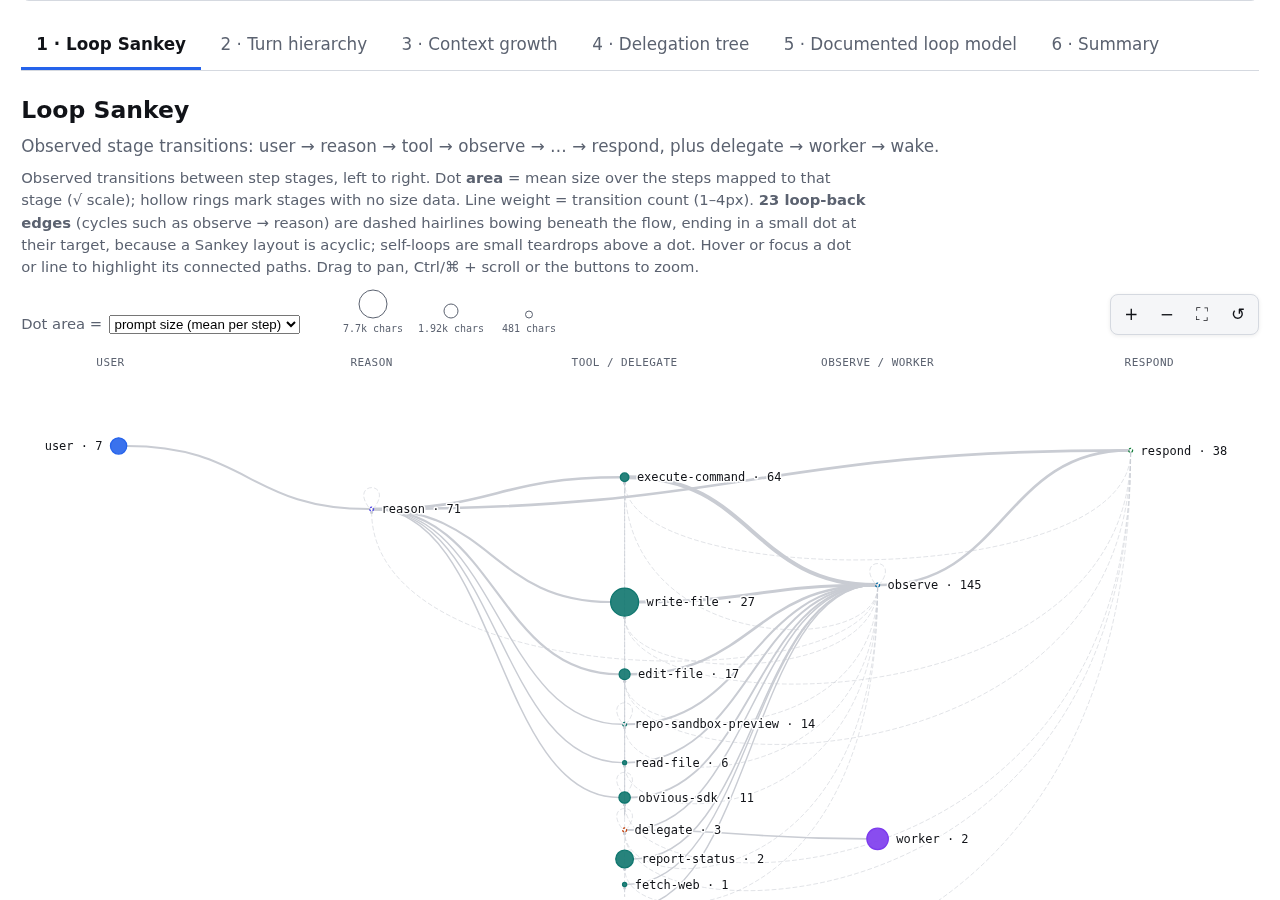 1 · Loop Sankey
2 · Turn hierarchy
3 · Context growth
4 · Delegation tree
5 · Documented loop model
6 · Summary
Loop Sankey
Observed stage transitions: user → reason → tool → observe → … → respond, plus delegate → worker → wake.
Observed transitions between step stages, left to right. Dot area = mean size over the steps mapped to that
stage (√ scale); hollow rings mark stages with no size data. Line weight = transition count (1–4px). 23 loop-back
edges (cycles such as observe → reason) are dashed hairlines bowing beneath the flow, ending in a small dot at
their target, because a Sankey layout is acyclic; self-loops are small teardrops above a dot. Hover or focus a dot
or line to highlight its connected paths. Drag to pan, Ctrl/⌘ + scroll or the buttons to zoom.
Dot area = prompt size (mean per step)
7.7k chars
1.92k chars
481 chars
+ − ⛶ ↺
USER
REASON
TOOL / DELEGATE
OBSERVE / WORKER
RESPOND
user · 7
respond · 38
execute-command · 64
reason · 71
observe · 145
write-file · 27
edit-file · 17
repo-sandbox-preview · 14
read-file · 6
obvious-sdk · 11
delegate · 3
worker · 2
report-status · 2
fetch-web · 1